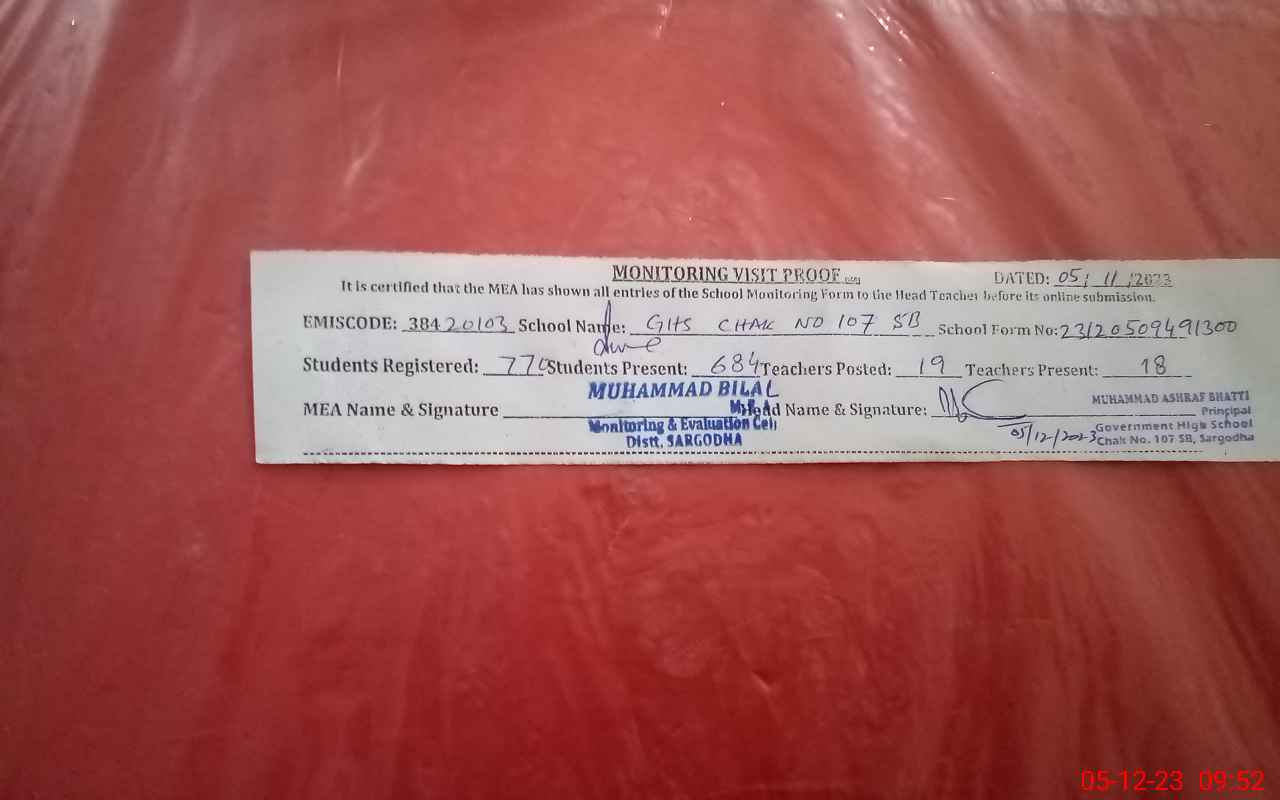 MONITORING VISIT PROOF
DATED: 05/11/2023
It is certified that the MEA has shown all entries of the School Monitoring Form to the Head Teacher before its online submission.
EMISCODE: 38420103 School Name: GHS CHAK NO 107 SB School Form No: 23120509491300
Students Registered: Students Present: 684 Teachers Posted: 19 Teachers Present: 18
MEA Name & Signature MUHAMMAD BILAL Head Name & Signature: MUHAMMAD ASHRAF BHATTI
M.E.A
Principal
Monitoring & Evaluation Cell
05/12/2023 Government High School
Distt. SARGODHA
Chak No. 107 SB, Sargodha
05-12-23 09:52